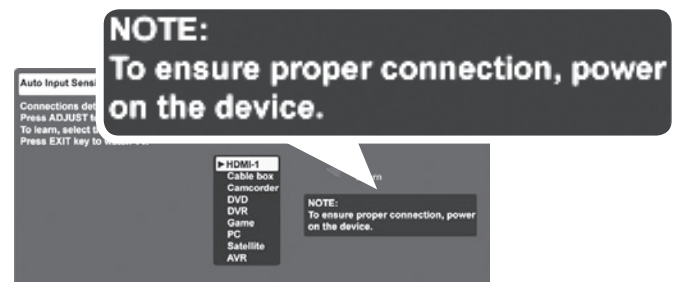 NOTE:
To ensure proper connection, power
on the device.
Auto Input
Connections
Press ADJUST
To learn, select
Press EXIT key to
►HDMI-1
Cable box
Camcorder
DVD
DVR
Game
PC
Satellite
AVR
NOTE:
To ensure proper connection, power
on the device.